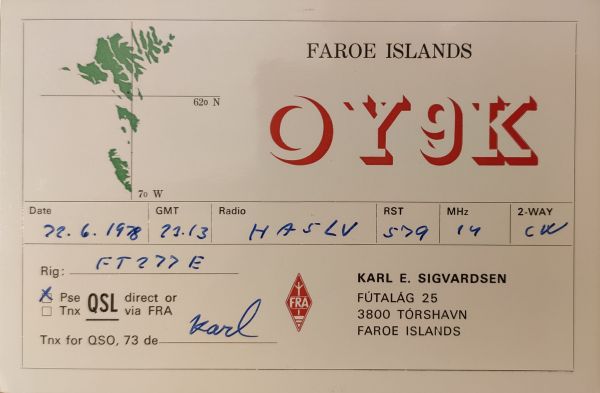 FAROE ISLANDS
62o N
OY9K
7o W
Date GMT Radio RST MHz 2-WAY
22.6.1978 21.13 HA5LV 579 14 CW
Rig: FT277E
X Pse QSL direct or
Tnx via FRA
FRA
Karl
Tnx for QSO, 73 de
KARL E. SIGVARDSEN
FÚTALÁG 25
3800 TÓRSHAVN
FAROE ISLANDS